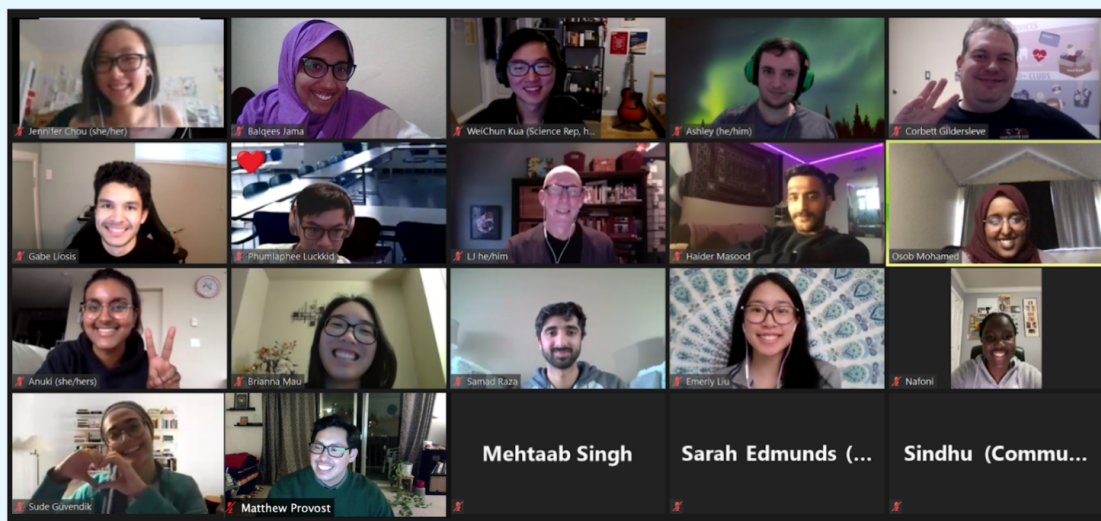 Jennifer Chou (she/her)
Balqees Jama
WeiChun Kua (Science Rep, h...
Ashley (he/him)
Corbett Gildersleve
Gabe Liosis
Phumlaphee Luckkid
LJ he/him
Haider Masood
Osob Mohamed
Anuki (she/hers)
Brianna Mau
Samad Raza
Emerly Liu
Nafoni
Sude Güvendik
Matthew Provost
Mehtaab Singh
Sarah Edmunds (...
Sindhu (Commu...